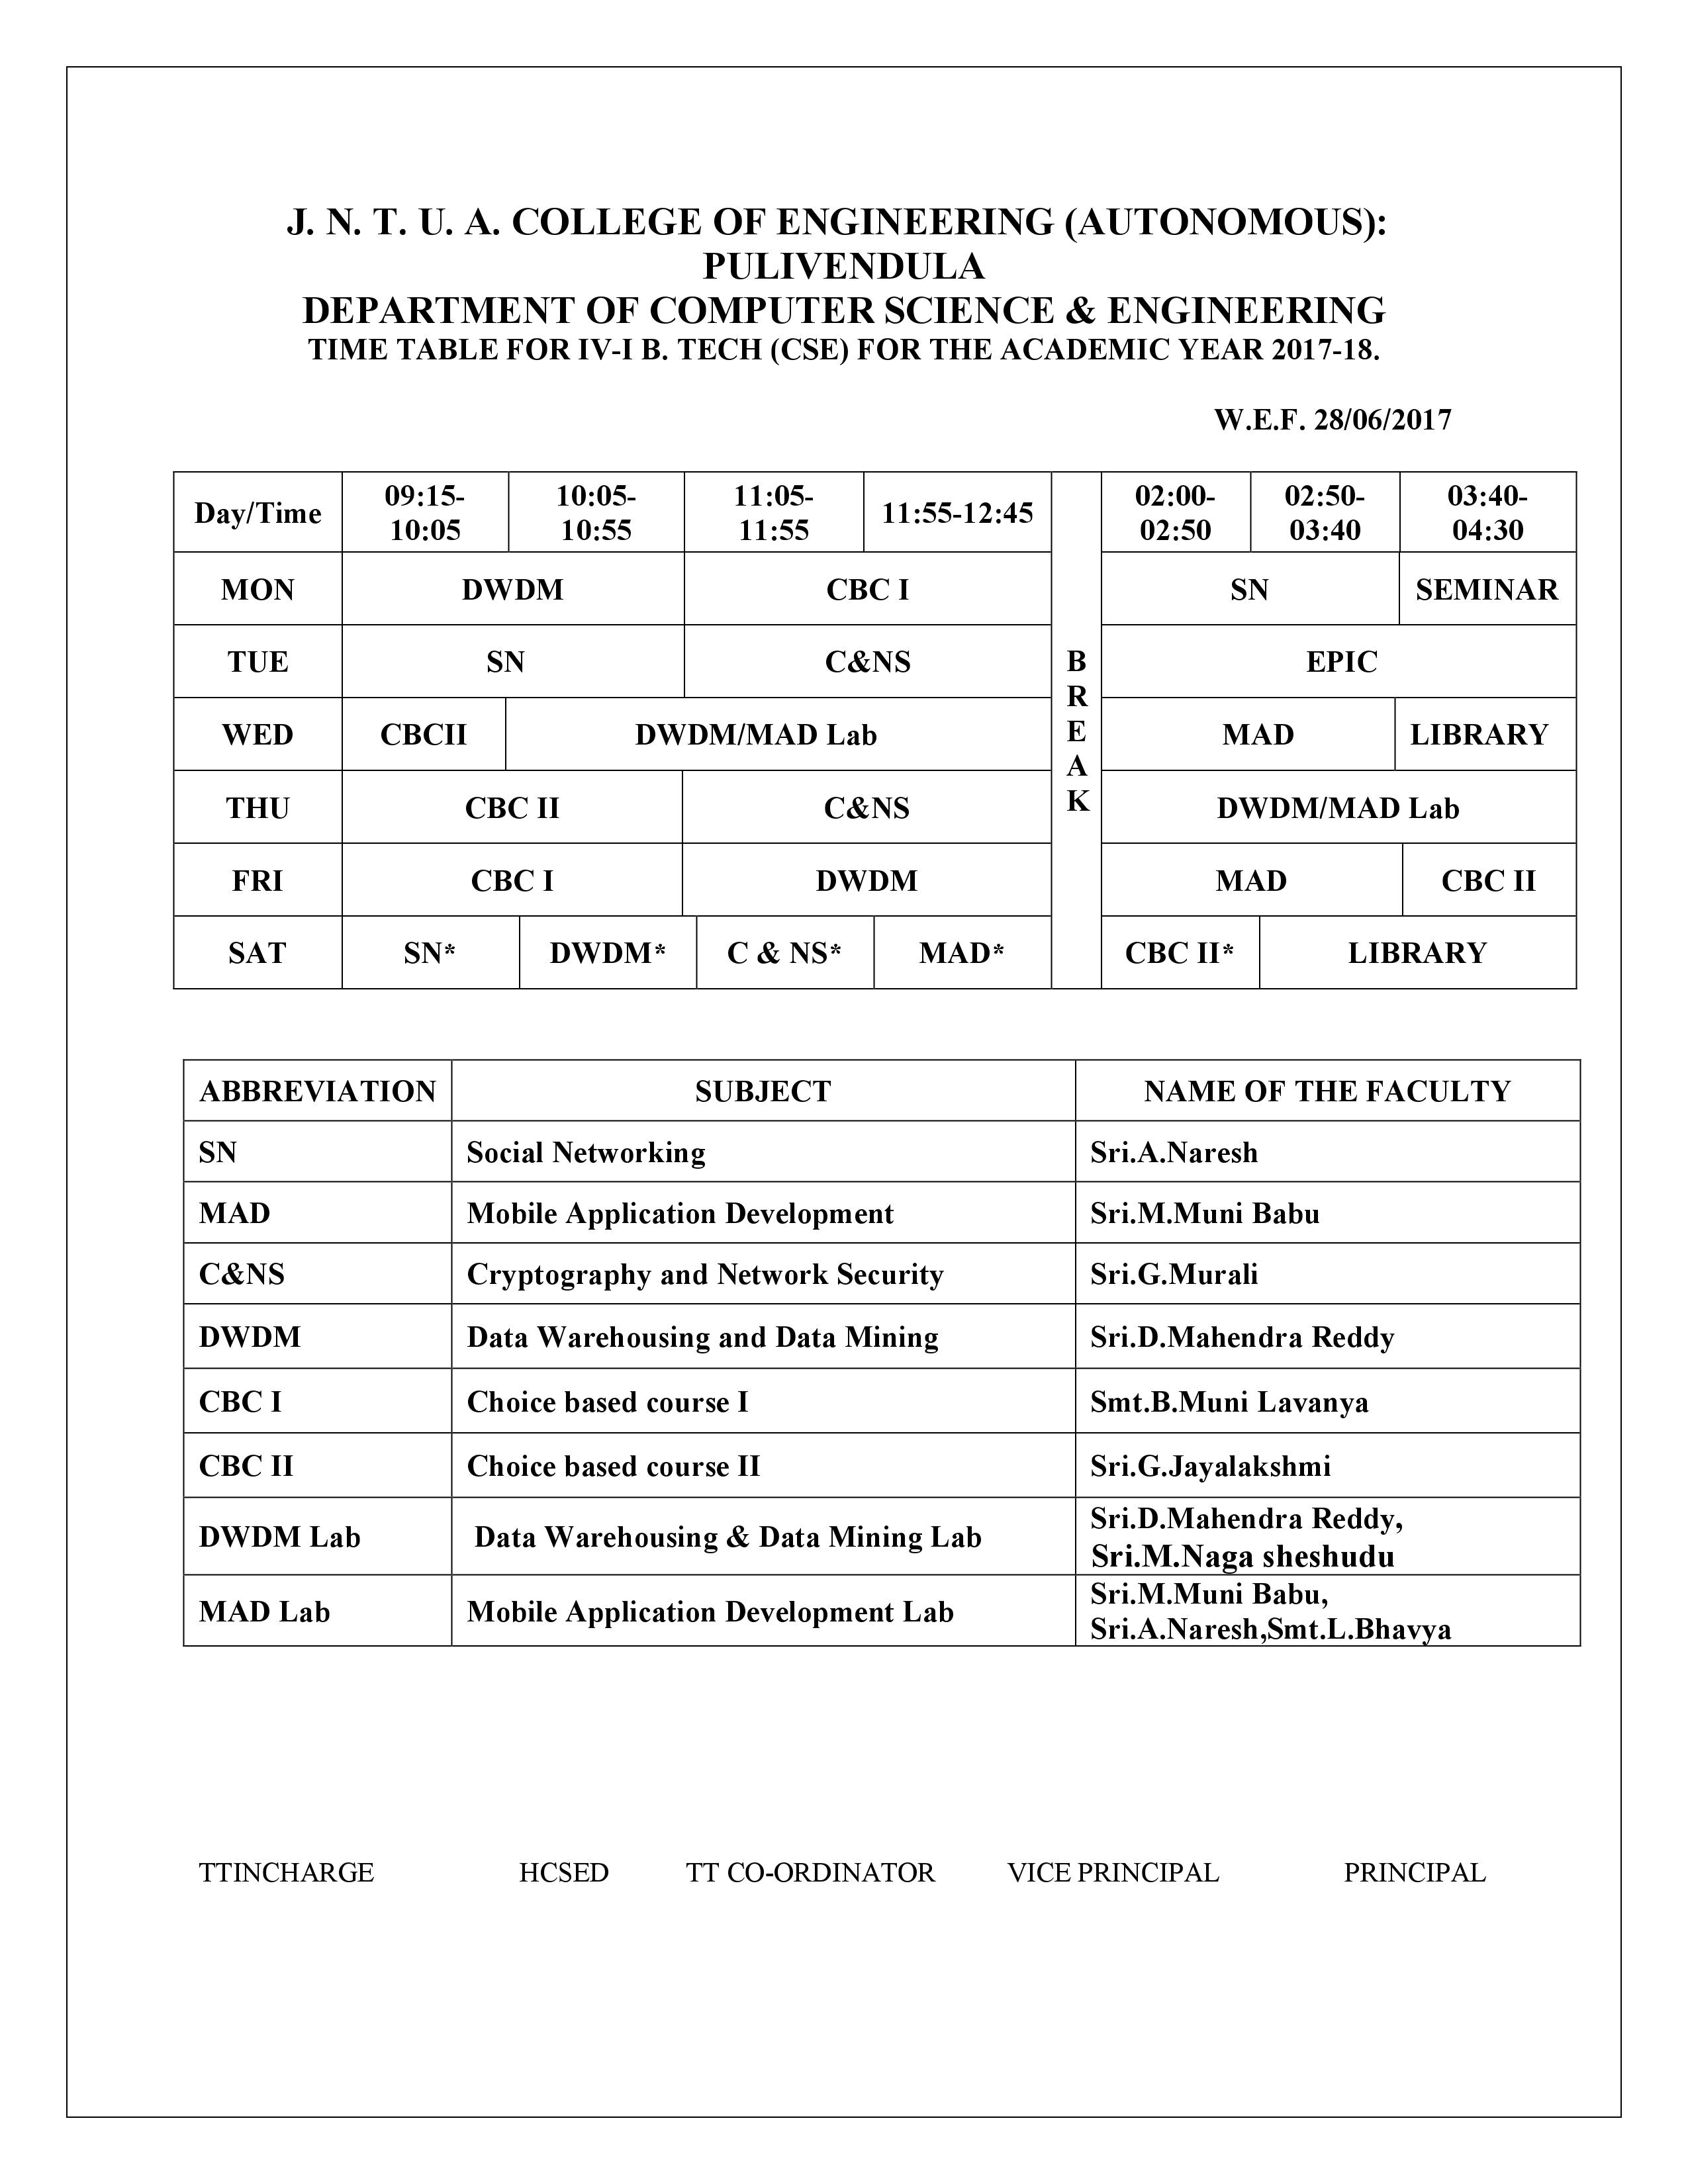 J. N. T. U. A. COLLEGE OF ENGINEERING (AUTONOMOUS):
PULIVENDULA
DEPARTMENT OF COMPUTER SCIENCE & ENGINEERING
TIME TABLE FOR IV-I B. TECH (CSE) FOR THE ACADEMIC YEAR 2017-18.
W.E.F. 28/06/2017
Day/Time 09:15-10:05 10:05-10:55 11:05-11:55 11:55-12:45 BREAK 02:00-02:50 02:50-03:40 03:40-04:30
MON DWDM CBC I SN SEMINAR
TUE SN C&NS EPIC
WED CBCII DWDM/MAD Lab MAD LIBRARY
THU CBC II C&NS DWDM/MAD Lab
FRI CBC I DWDM MAD CBC II
SAT SN* DWDM* C & NS* MAD* CBC II* LIBRARY
ABBREVIATION SUBJECT NAME OF THE FACULTY
SN Social Networking Sri.A.Naresh
MAD Mobile Application Development Sri.M.Muni Babu
C&NS Cryptography and Network Security Sri.G.Murali
DWDM Data Warehousing and Data Mining Sri.D.Mahendra Reddy
CBC I Choice based course I Smt.B.Muni Lavanya
CBC II Choice based course II Sri.G.Jayalakshmi
DWDM Lab Data Warehousing & Data Mining Lab Sri.D.Mahendra Reddy,
Sri.M.Naga sheshudu
MAD Lab Mobile Application Development Lab Sri.M.Muni Babu,
Sri.A.Naresh,Smt.L.Bhavya
TTINCHARGE HCSED TT CO-ORDINATOR VICE PRINCIPAL PRINCIPAL